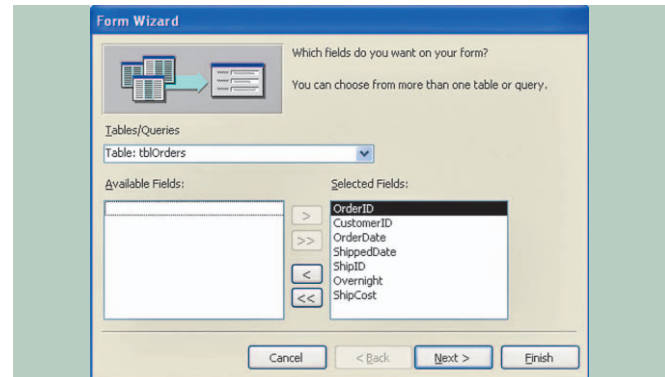 Form Wizard
Which fields do you want on your form?
You can choose from more than one table or query.
Tables/Queries
Table: tblOrders
Available Fields:
Selected Fields:
>
>>
<
<<
OrderID
CustomerID
OrderDate
ShippedDate
ShipID
Overnight
ShipCost
Cancel
< Back
Next >
Finish